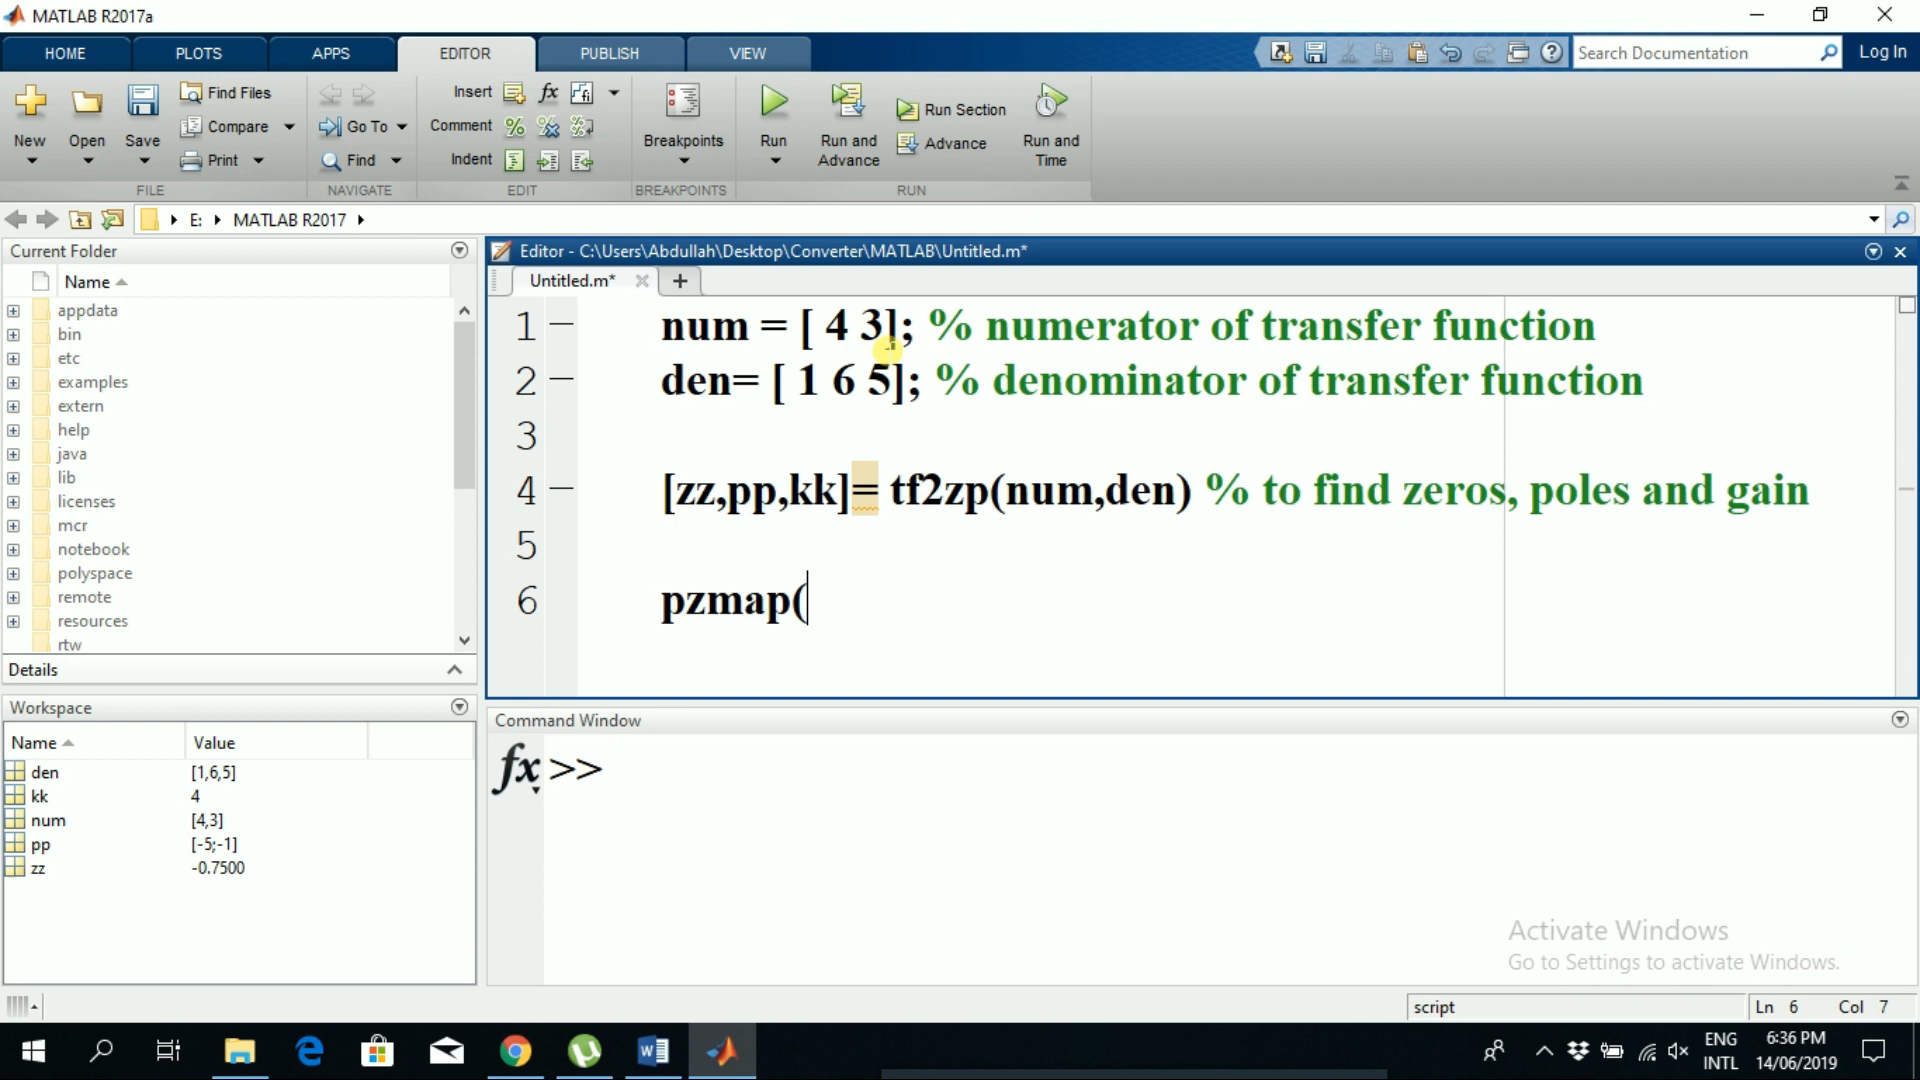 MATLAB R2017a
HOME PLOTS APPS EDITOR PUBLISH VIEW Search Documentation Log In
New Open Save Find Files Compare Print Go To Find Insert fx Comment Indent Breakpoints Run Run and Advance Run Section Advance Run and Time
FILE NAVIGATE EDIT BREAKPOINTS RUN
E: MATLAB R2017
Current Folder
Name
appdata
bin
etc
examples
extern
help
java
lib
licenses
mcr
notebook
polyspace
remote
resources
rtw
Details
Workspace
Name Value
den [1,6,5]
kk 4
num [4,3]
pp [-5;-1]
zz -0.7500
Editor - C:\Users\Abdullah\Desktop\Converter\MATLAB\Untitled.m*
Untitled.m*
1 num = [ 4 3]; % numerator of transfer function
2 den= [ 1 6 5]; % denominator of transfer function
3
4 [zz,pp,kk]= tf2zp(num,den) % to find zeros, poles and gain
5
6 pzmap(
Command Window
fx >>
Activate Windows
Go to Settings to activate Windows.
script Ln 6 Col 7
ENG 6:36 PM
INTL 14/06/2019